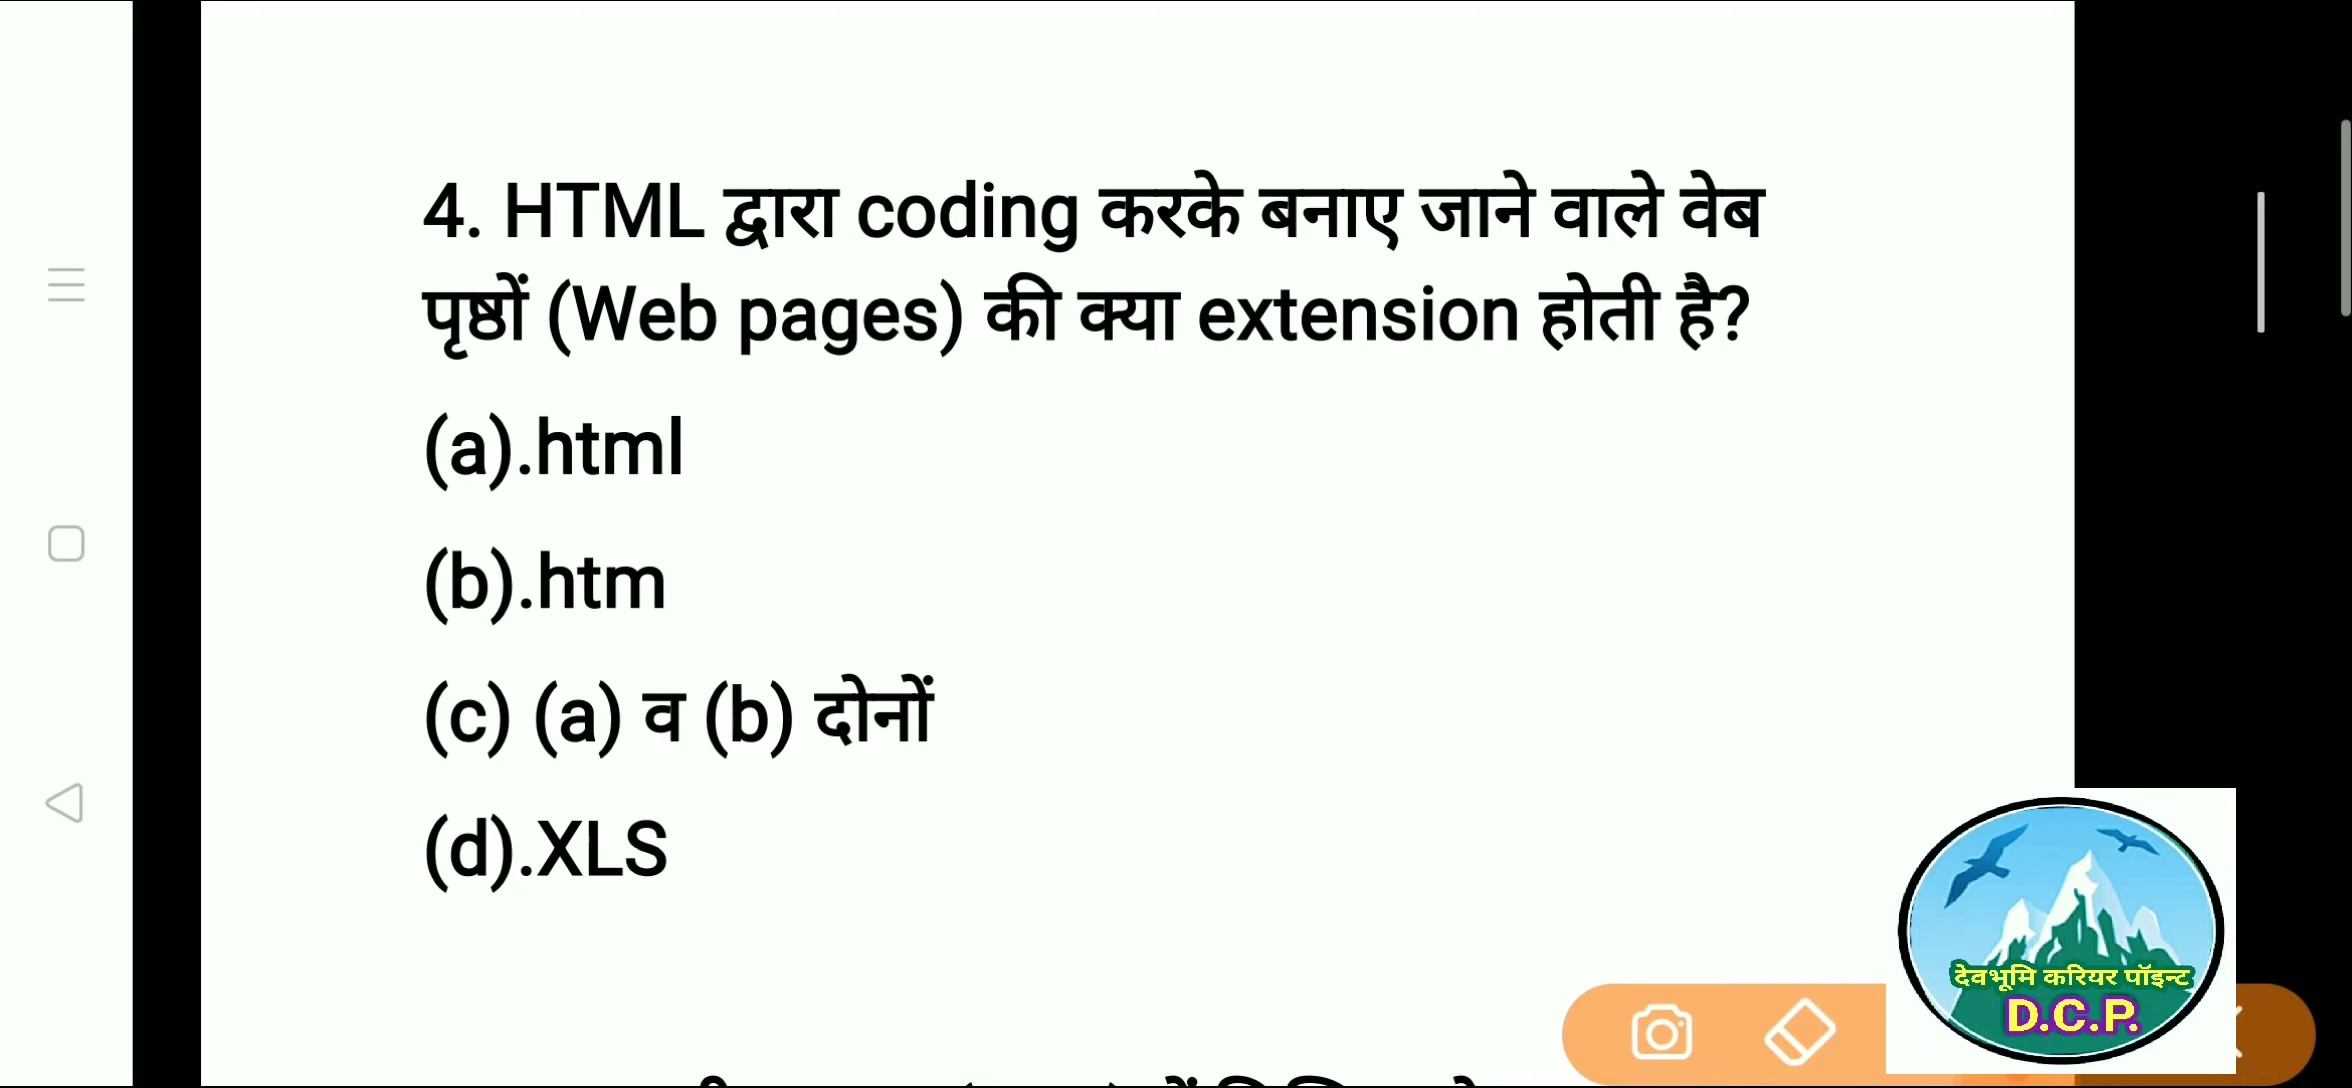 4. HTML द्वारा coding करके बनाए जाने वाले वेब
पृष्ठों (Web pages) की क्या extension होती है?
(a).html
(b).htm
(c) (a) व (b) दोनों
(d).XLS
देवभूमि करियर पॉइन्ट
D.C.P.